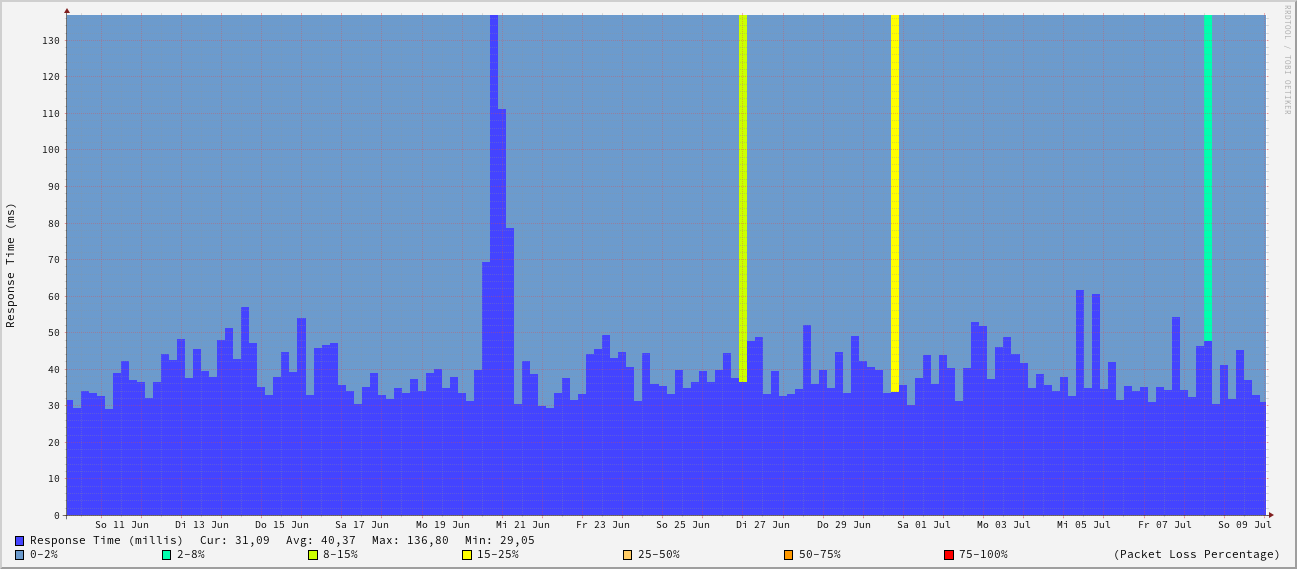 RRDTOOL / TOBI OETIKER
Response Time (ms)
130
120
110
100
90
80
70
60
50
40
30
20
10
0
So 11 Jun Di 13 Jun Do 15 Jun Sa 17 Jun Mo 19 Jun Mi 21 Jun Fr 23 Jun So 25 Jun Di 27 Jun Do 29 Jun Sa 01 Jul Mo 03 Jul Mi 05 Jul Fr 07 Jul So 09 Jul
Response Time (millis) Cur: 31,09 Avg: 40,37 Max: 136,80 Min: 29,05
0-2% 2-8% 8-15% 15-25% 25-50% 50-75% 75-100% (Packet Loss Percentage)